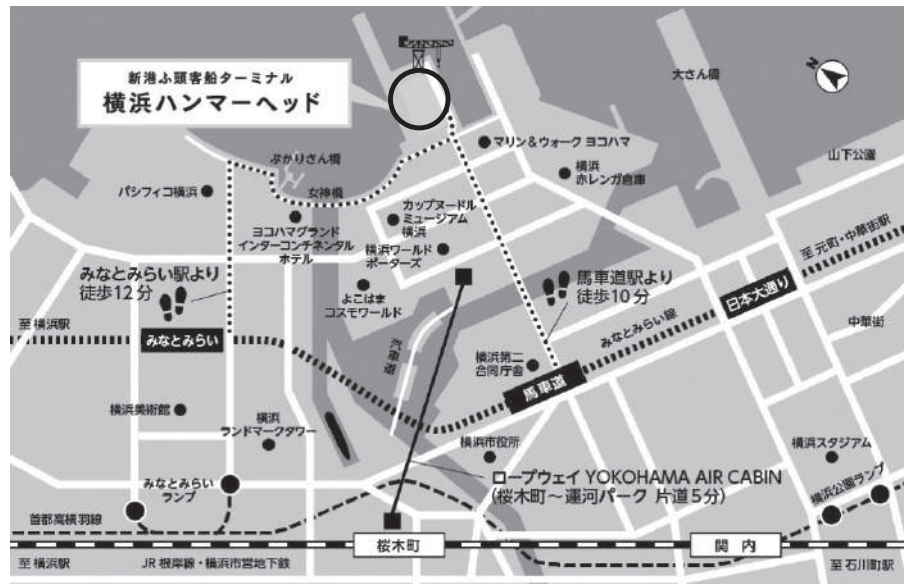 新港ふ頭客船ターミナル
横浜ハンマーヘッド
大さん橋
N
マリン&ウォーク ヨコハマ
山下公園
ぷかりさん橋
横浜
赤レンガ倉庫
パシフィコ横浜
女神橋
カップヌードル
ミュージアム
横浜
ヨコハマグランド
インターコンチネンタル
ホテル
横浜ワールド
ポーターズ
至 元町・中華街駅
みなとみらい駅より
徒歩12分
馬車道駅より
徒歩10分
よこはま
コスモワールド
日本大通り
至 横浜駅
みなとみらい
みなとみらい線
中華街
汽車道
横浜第二
合同庁舎
馬車道
横浜美術館
横浜
ランドマークタワー
横浜市役所
横浜スタジアム
みなとみらい
ランプ
ロープウェイ YOKOHAMA AIR CABIN
(桜木町～運河パーク 片道5分)
横浜公園ランプ
首都高横羽線
桜木町
関内
至 横浜駅
JR 根岸線・横浜市営地下鉄
至 石川町駅